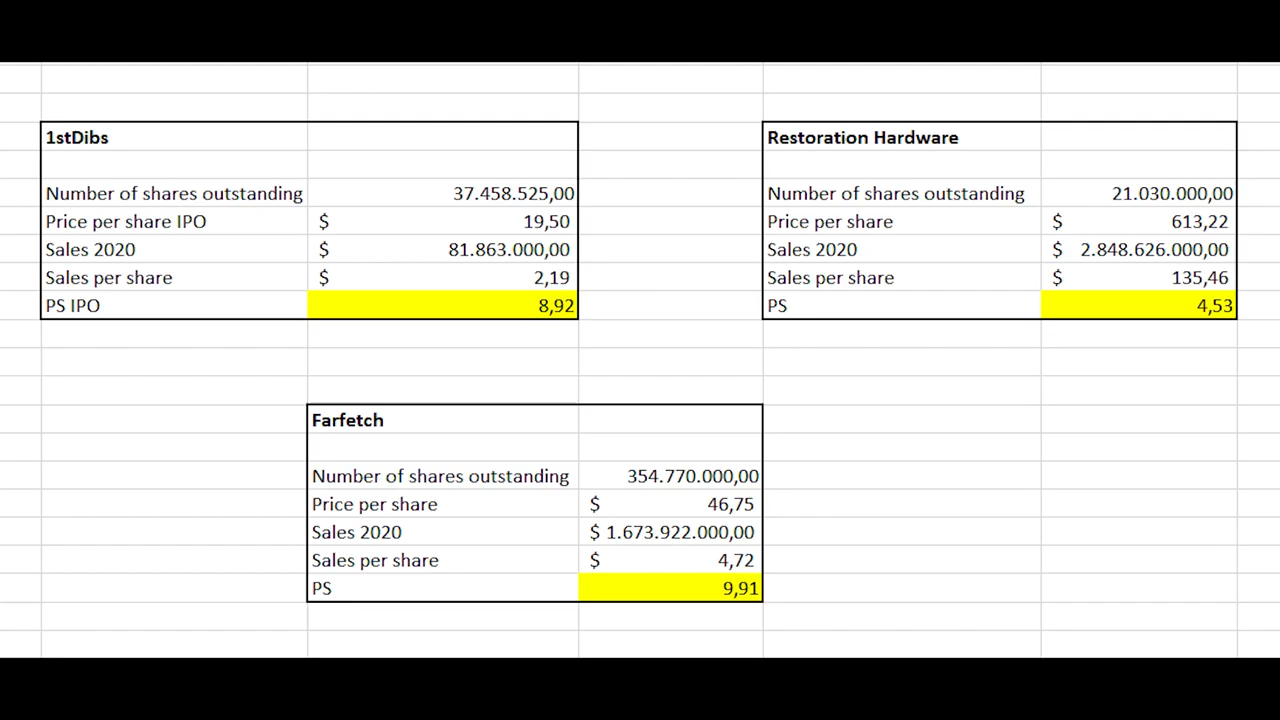 1stDibs
Number of shares outstanding 37.458.525,00
Price per share IPO $ 19,50
Sales 2020 $ 81.863.000,00
Sales per share $ 2,19
PS IPO 8,92
Restoration Hardware
Number of shares outstanding 21.030.000,00
Price per share $ 613,22
Sales 2020 $ 2.848.626.000,00
Sales per share $ 135,46
PS 4,53
Farfetch
Number of shares outstanding 354.770.000,00
Price per share $ 46,75
Sales 2020 $ 1.673.922.000,00
Sales per share $ 4,72
PS 9,91